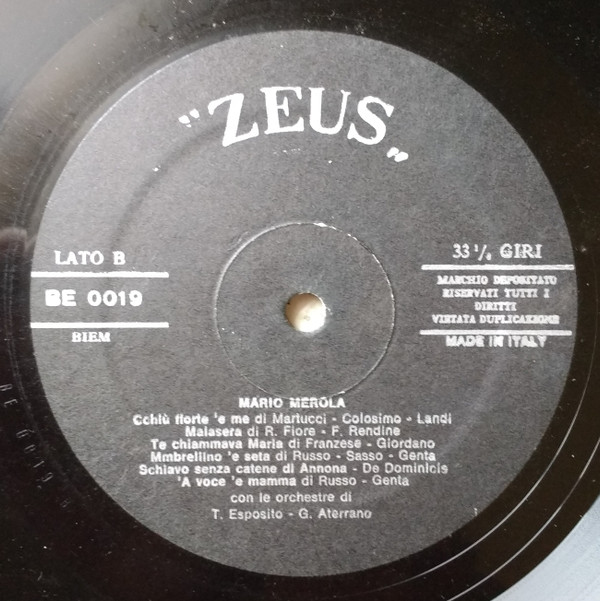 "ZEUS"
LATO B
BE 0019
BIEM
33 1/3 GIRI
MARCHIO DEPOSITATO
RISERVATI TUTTI I
DIRITTI
VIETATA DUPLICAZIONE
MADE IN ITALY
MARIO MEROLA
Cchiù fforte 'e me di Martucci - Colosimo - Landi
Malasera di R. Fiore - F. Rendine
Te chiammava Maria di Franzese - Giordano
Mmbrellino 'e seta di Russo - Sasso - Genta
Schiavo senza catene di Annona - De Dominicis
'A voce 'e mamma di Russo - Genta
con le orchestre di
T. Esposito - G. Aterrano
BE 0019